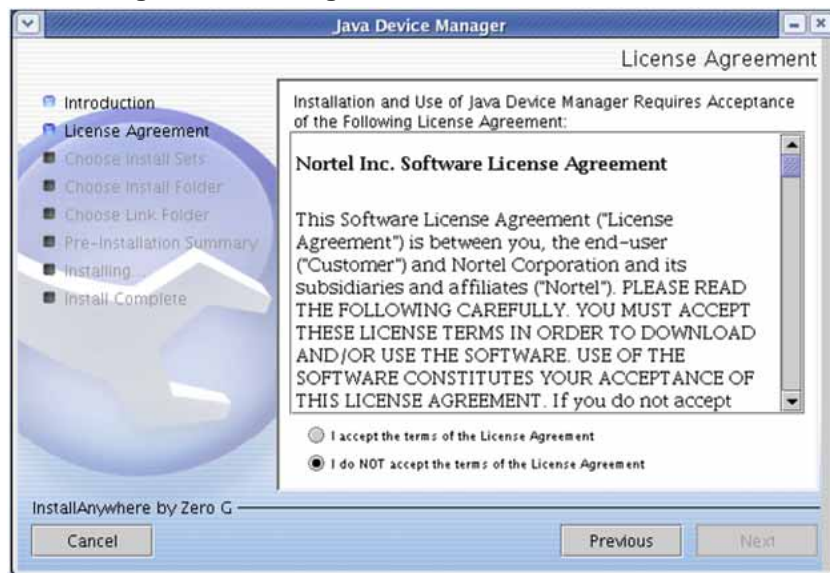 Java Device Manager
License Agreement
Introduction
License Agreement
Choose Install Sets
Choose Install Folder
Choose Link Folder
Pre-Installation Summary
Installing...
Install Complete
Installation and Use of Java Device Manager Requires Acceptance
of the Following License Agreement:
Nortel Inc. Software License Agreement
This Software License Agreement ("License
Agreement") is between you, the end-user
("Customer") and Nortel Corporation and its
subsidiaries and affiliates ("Nortel"). PLEASE READ
THE FOLLOWING CAREFULLY. YOU MUST ACCEPT
THESE LICENSE TERMS IN ORDER TO DOWNLOAD
AND/OR USE THE SOFTWARE. USE OF THE
SOFTWARE CONSTITUTES YOUR ACCEPTANCE OF
THIS LICENSE AGREEMENT. If you do not accept
I accept the terms of the License Agreement
I do NOT accept the terms of the License Agreement
InstallAnywhere by Zero G
Cancel
Previous
Next